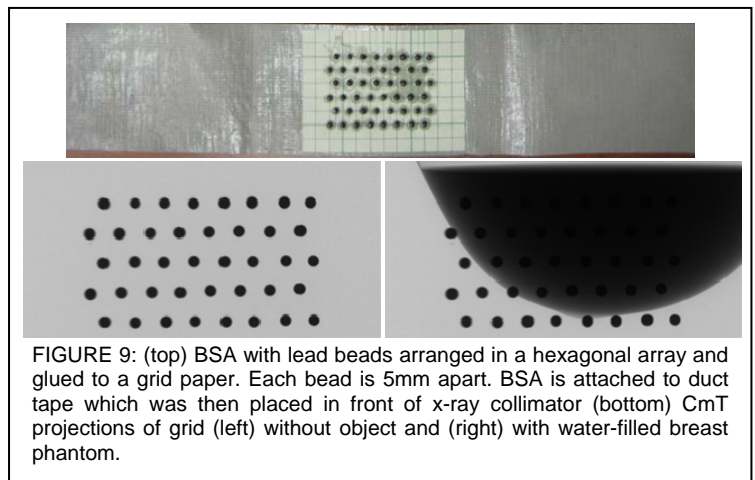 FIGURE 9: (top) BSA with lead beads arranged in a hexagonal array and
glued to a grid paper. Each bead is 5mm apart. BSA is attached to duct
tape which was then placed in front of x-ray collimator (bottom) CmT
projections of grid (left) without object and (right) with water-filled breast
phantom.